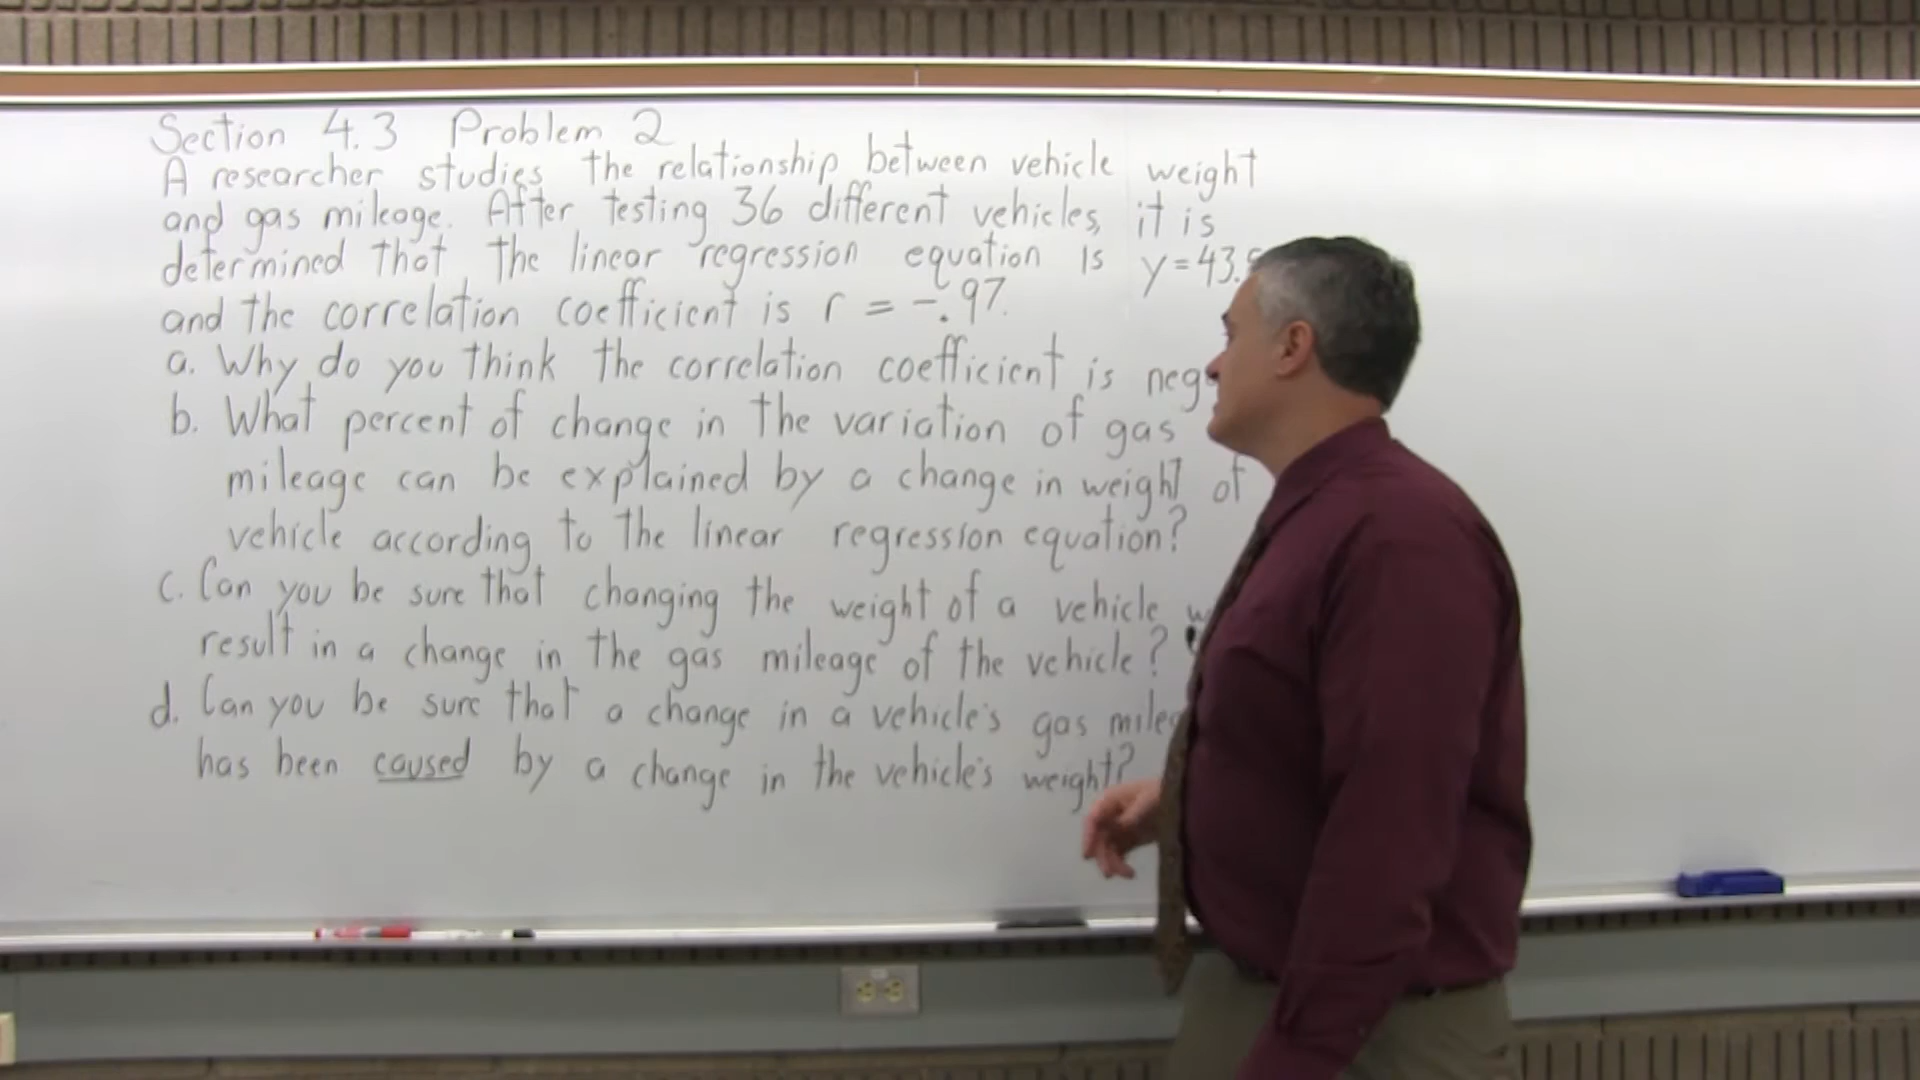 Section 4.3 Problem 2
A researcher studies the relationship between vehicle weight
and gas mileage. After testing 36 different vehicles, it is
determined that the linear regression equation is y=43.
and the correlation coefficient is r = -.97.
a. Why do you think the correlation coefficient is
b. What percent of change in the variation of gas
mileage can be explained by a change in weight of
vehicle according to the linear regression equation?
c. Can you be sure that changing the weight of a vehicle
result in a change in the gas mileage of the vehicle?
d. Can you be sure that a change in a vehicle's gas
has been caused by a change in the vehicle's weight?